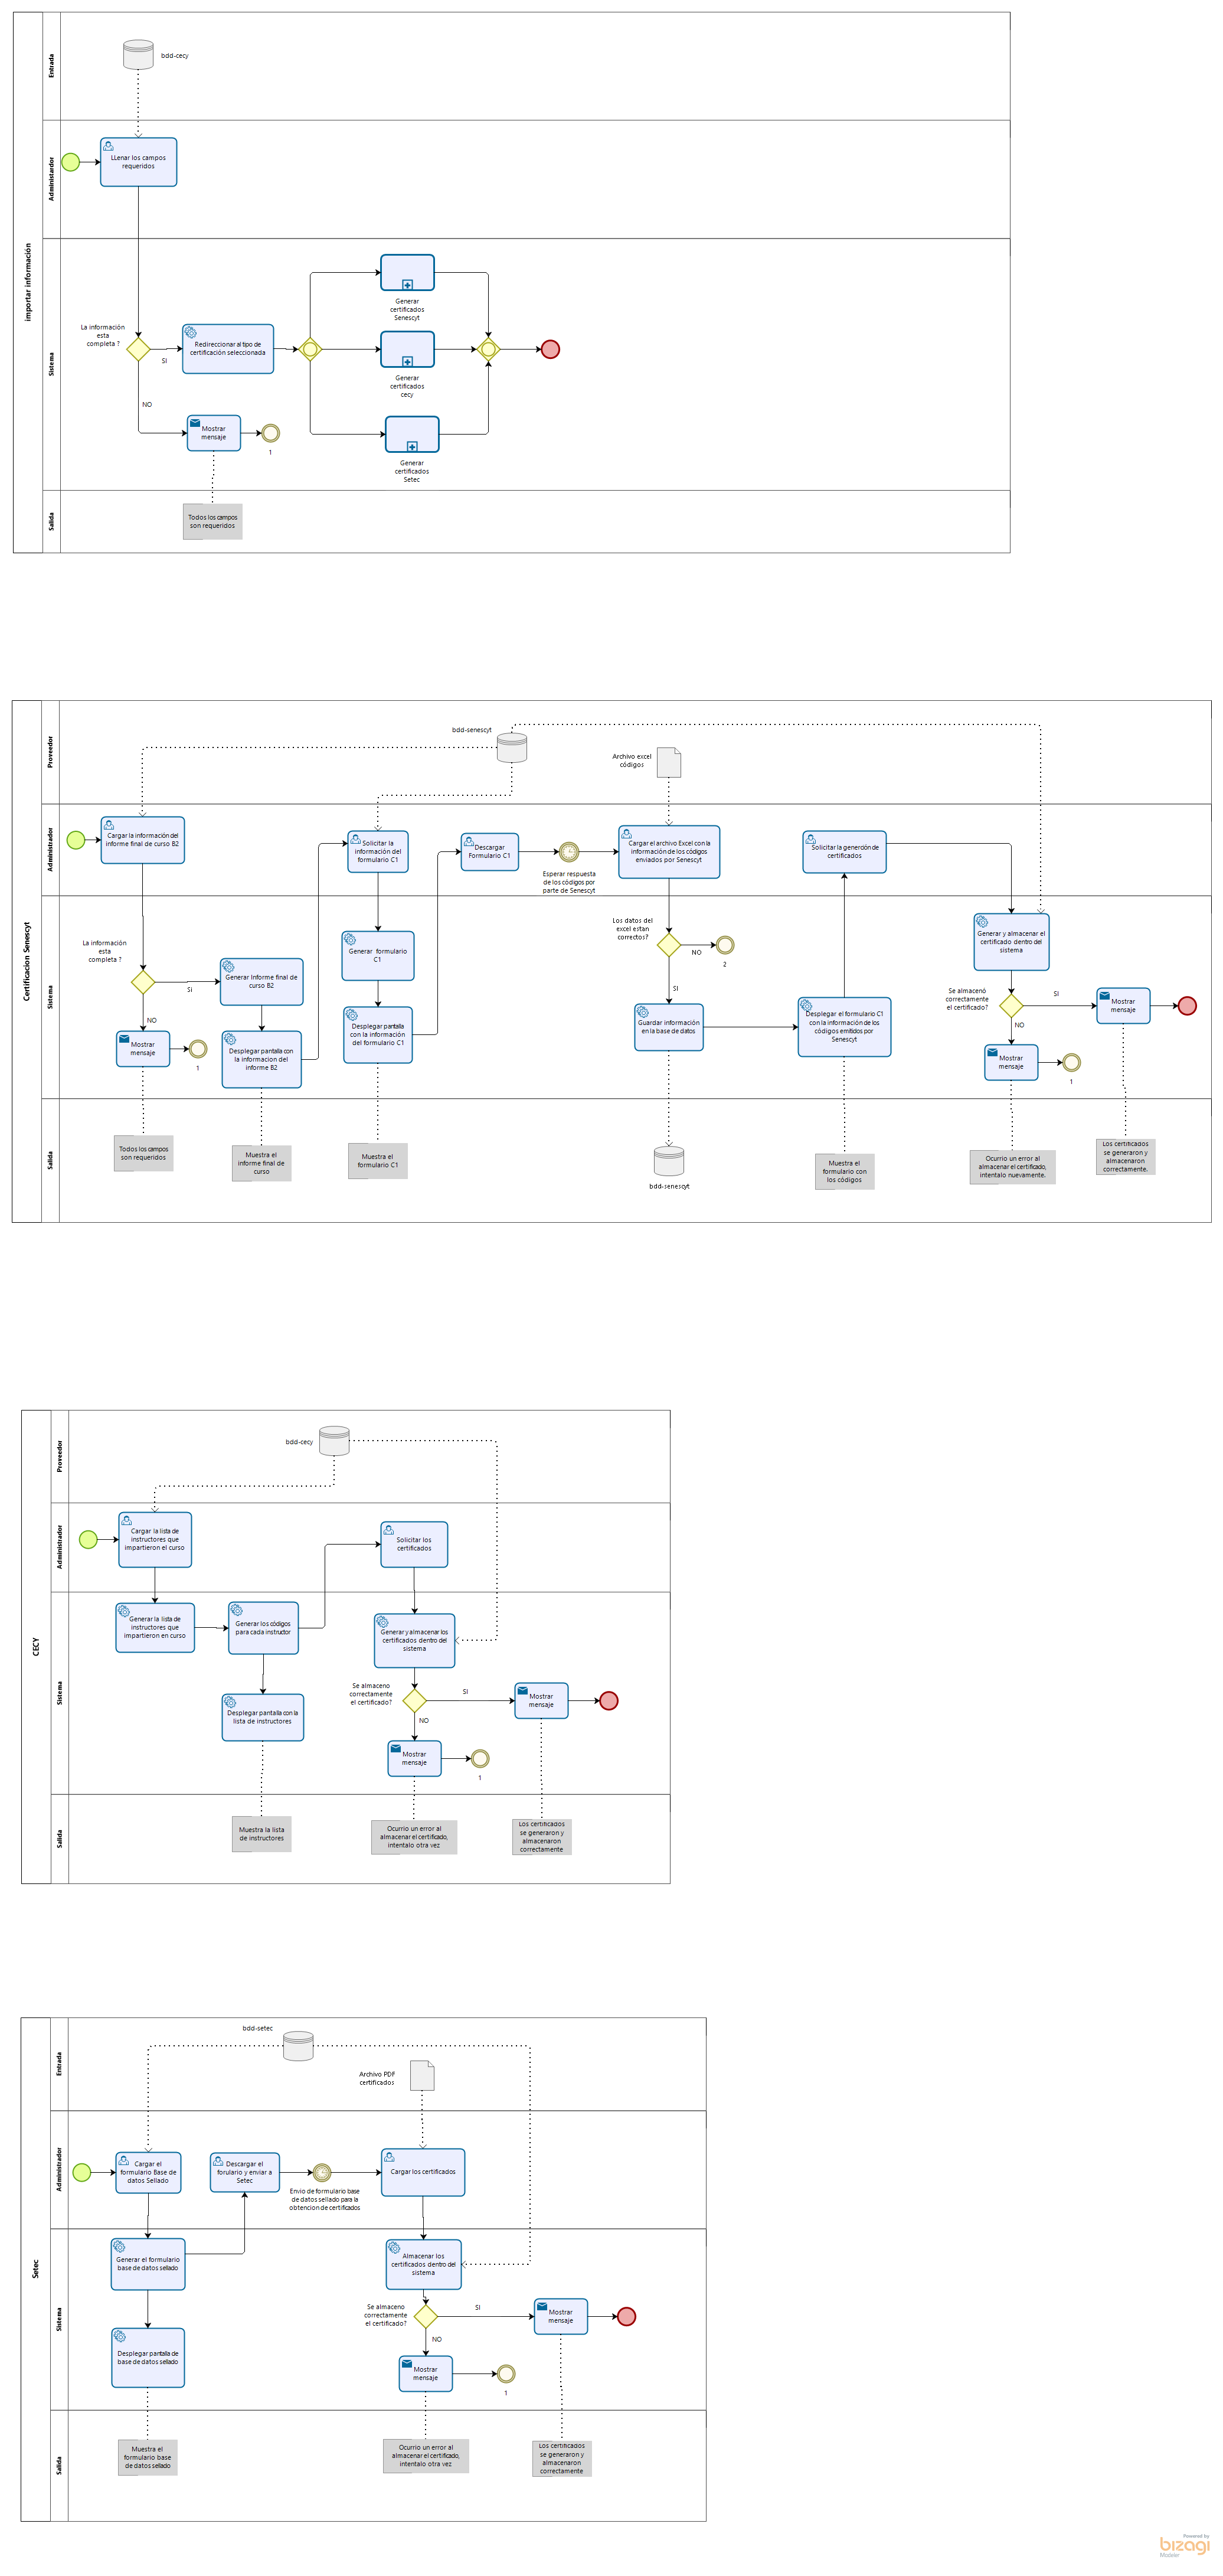 importar información
Entrada
bdd-cecy
Administardor
LLenar los campos
requeridos
Sistema
La información
esta
completa ?
SI
NO
Redireccionar al tipo de
certificación seleccionada
Mostrar
mensaje
1
Generar
certificados
Senescyt
Generar
certificados
cecy
Generar
certificados
Setec
Salida
Todos los campos
son requeridos
Certificacion Senescyt
Proveedor
bdd-senescyt
Archivo excel
códigos
Administrador
Cargar la información del
informe final de curso B2
Solicitar la
información del
formulario C1
Descargar
Formulario C1
Esperar respuesta
de los códigos por
parte de Senescyt
Cargar el archivo Excel con la
información de los códigos
enviados por Senescyt
Solicitar la generción de
certificados
Sistema
La información
esta
completa ?
Si
NO
Mostrar
mensaje
1
Generar Informe final de
curso B2
Desplegar pantalla con
la informacion del
informe B2
Generar formulario
C1
Desplegar pantalla
con la información
del formulario C1
Los datos del
excel estan
correctos?
NO
2
SI
Guardar información
en la base de datos
Desplegar el formulario C1
con la información de los
códigos emitidos por
Senescyt
Generar y almacenar el
certificado dentro del
sistema
Se almacenó
correctamente
el certificado?
SI
NO
Mostrar
mensaje
Mostrar
mensaje
1
Salida
Todos los campos
son requeridos
Muestra el
informe final de
curso
Muestra el
formulario C1
bdd-senescyt
Muestra el
formulario con
los códigos
Ocurrio un error al
almacenar el certificado,
intentalo nuevamente.
Los certificados
se generaron y
almacenaron
correctamente.
CECY
Proveedor
bdd-cecy
Administrador
Cargar la lista de
instructores que
impartieron el curso
Solicitar los
certificados
Sistema
Generar la lista de
instructores que
impartieron en curso
Generar los códigos
para cada instructor
Desplegar pantalla con la
lista de instructores
Generar y almacenar los
certificados dentro del
sistema
Se almaceno
correctamente
el certificado?
SI
NO
Mostrar
mensaje
Mostrar
mensaje
1
Salida
Muestra la lista
de instructores
Ocurrio un error al
almacenar el certificado,
intentalo otra vez
Los certificados
se generaron y
almacenaron
correctamente
Setec
Entrada
bdd-setec
Archivo PDF
certificados
Administrador
Cargar el
formulario Base de
datos Sellado
Descargar el
forulario y enviar a
Setec
Envio de formulario base
de datos sellado para la
obtencion de certificados
Cargar los certificados
Sistema
Generar el formulario
base de datos sellado
Desplegar pantalla de
base de datos sellado
Almacenar los
certificados dentro del
sistema
Se almaceno
correctamente
el certificado?
SI
NO
Mostrar
mensaje
Mostrar
mensaje
1
Salida
Muestra el
formulario base
de datos sellado
Ocurrio un error al
almacenar el certificado,
intentalo otra vez
Los certificados
se generaron y
almacenaron
correctamente
Powered by
bizagi
Modeler